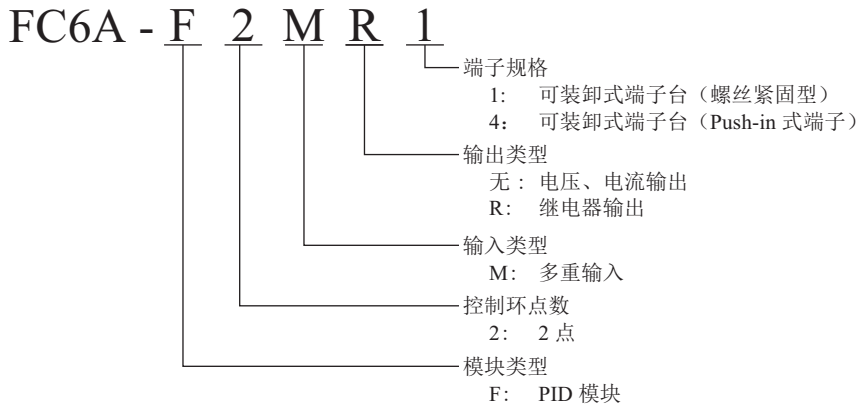 FC6A - F 2 M R 1
端子规格
1: 可装卸式端子台（螺丝紧固型）
4: 可装卸式端子台（Push-in 式端子）
输出类型
无: 电压、电流输出
R: 继电器输出
输入类型
M: 多重输入
控制环点数
2: 2 点
模块类型
F: PID 模块